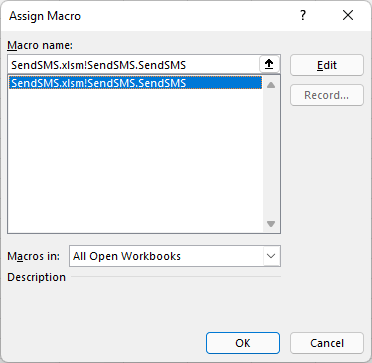 Assign Macro
Macro name:
SendSMS.xlsm!SendSMS.SendSMS
Edit
SendSMS.xlsm!SendSMS.SendSMS
Record...
Macros in:
All Open Workbooks
Description
OK
Cancel